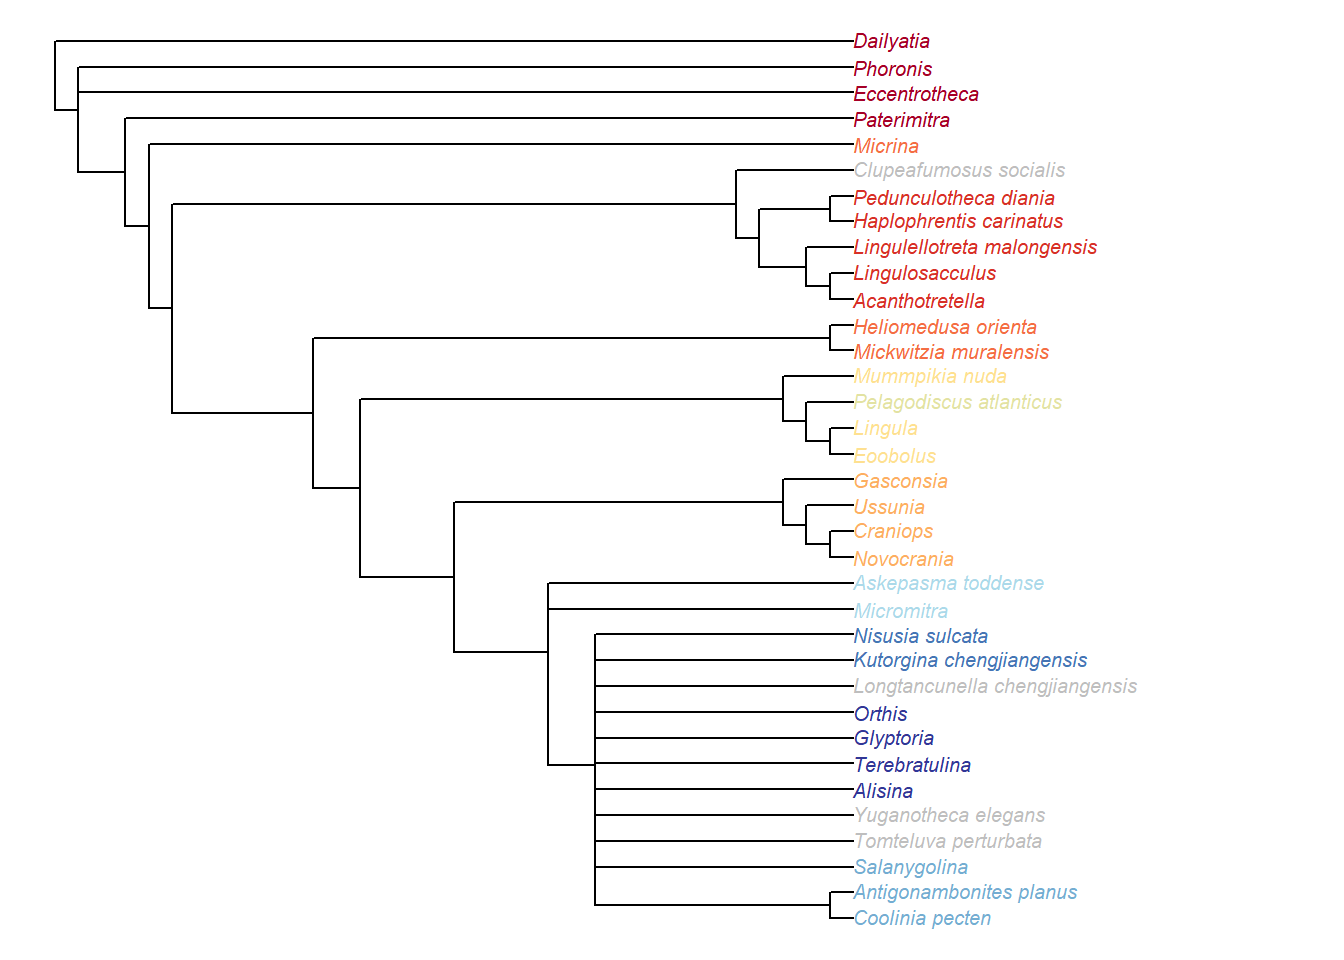 Dailyatia
Phoronis
Eccentrotheca
Paterimitra
Micrina
Clupeafumosus socialis
Pedunculotheca diania
Haplophrentis carinatus
Lingulellotreta malongensis
Lingulosacculus
Acanthotretella
Heliomedusa orienta
Mickwitzia muralensis
Mummpikia nuda
Pelagodiscus atlanticus
Lingula
Eoobolus
Gasconsia
Ussunia
Craniops
Novocrania
Askepasma toddense
Micromitra
Nisusia sulcata
Kutorgina chengjiangensis
Longtancunella chengjiangensis
Orthis
Glyptoria
Terebratulina
Alisina
Yuganotheca elegans
Tomteluva perturbata
Salanygolina
Antigonambonites planus
Coolinia pecten